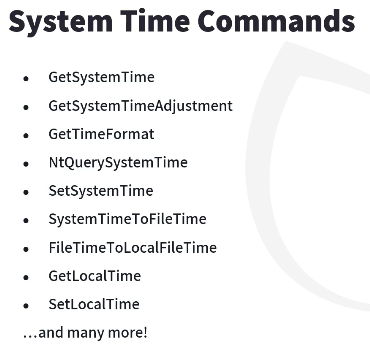 System Time Commands
• GetSystemTime
• GetSystemTimeAdjustment
• GetTimeFormat
• NtQuerySystemTime
• SetSystemTime
• SystemTimeToFileTime
• FileTimeToLocalFileTime
• GetLocalTime
• SetLocalTime
...and many more!